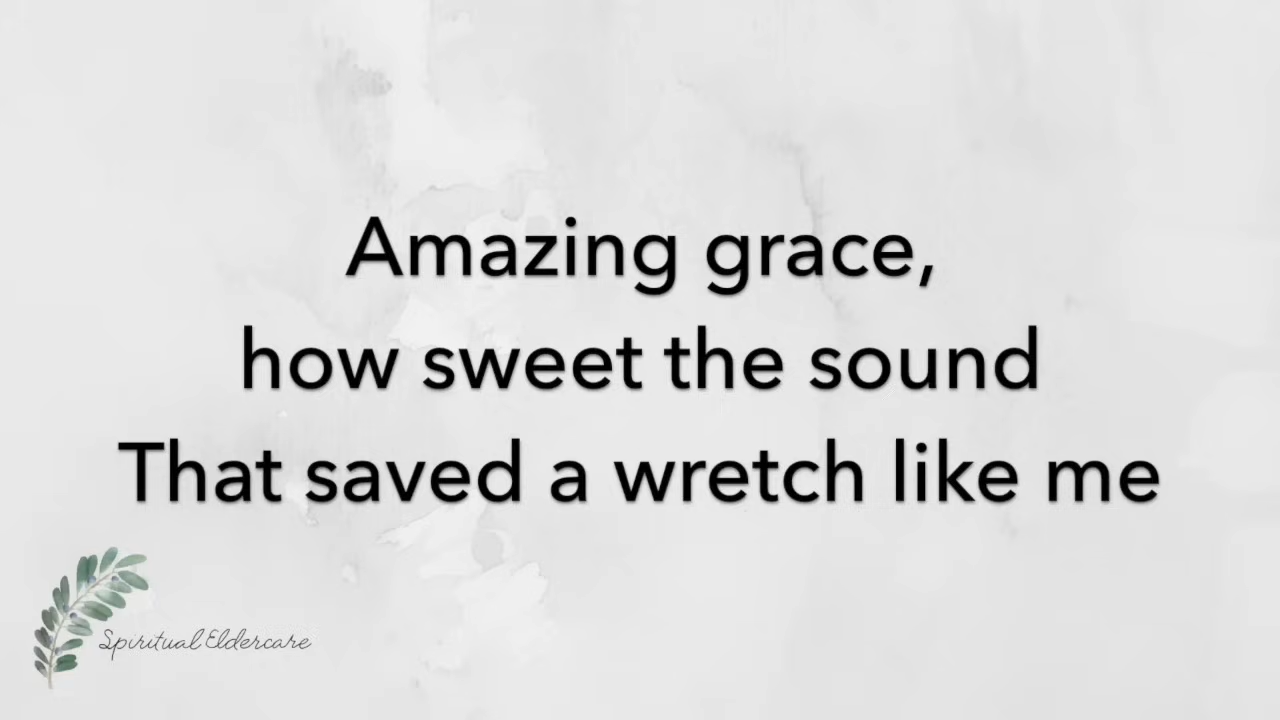 Amazing grace,
how sweet the sound
That saved a wretch like me
Spiritual Eldercare